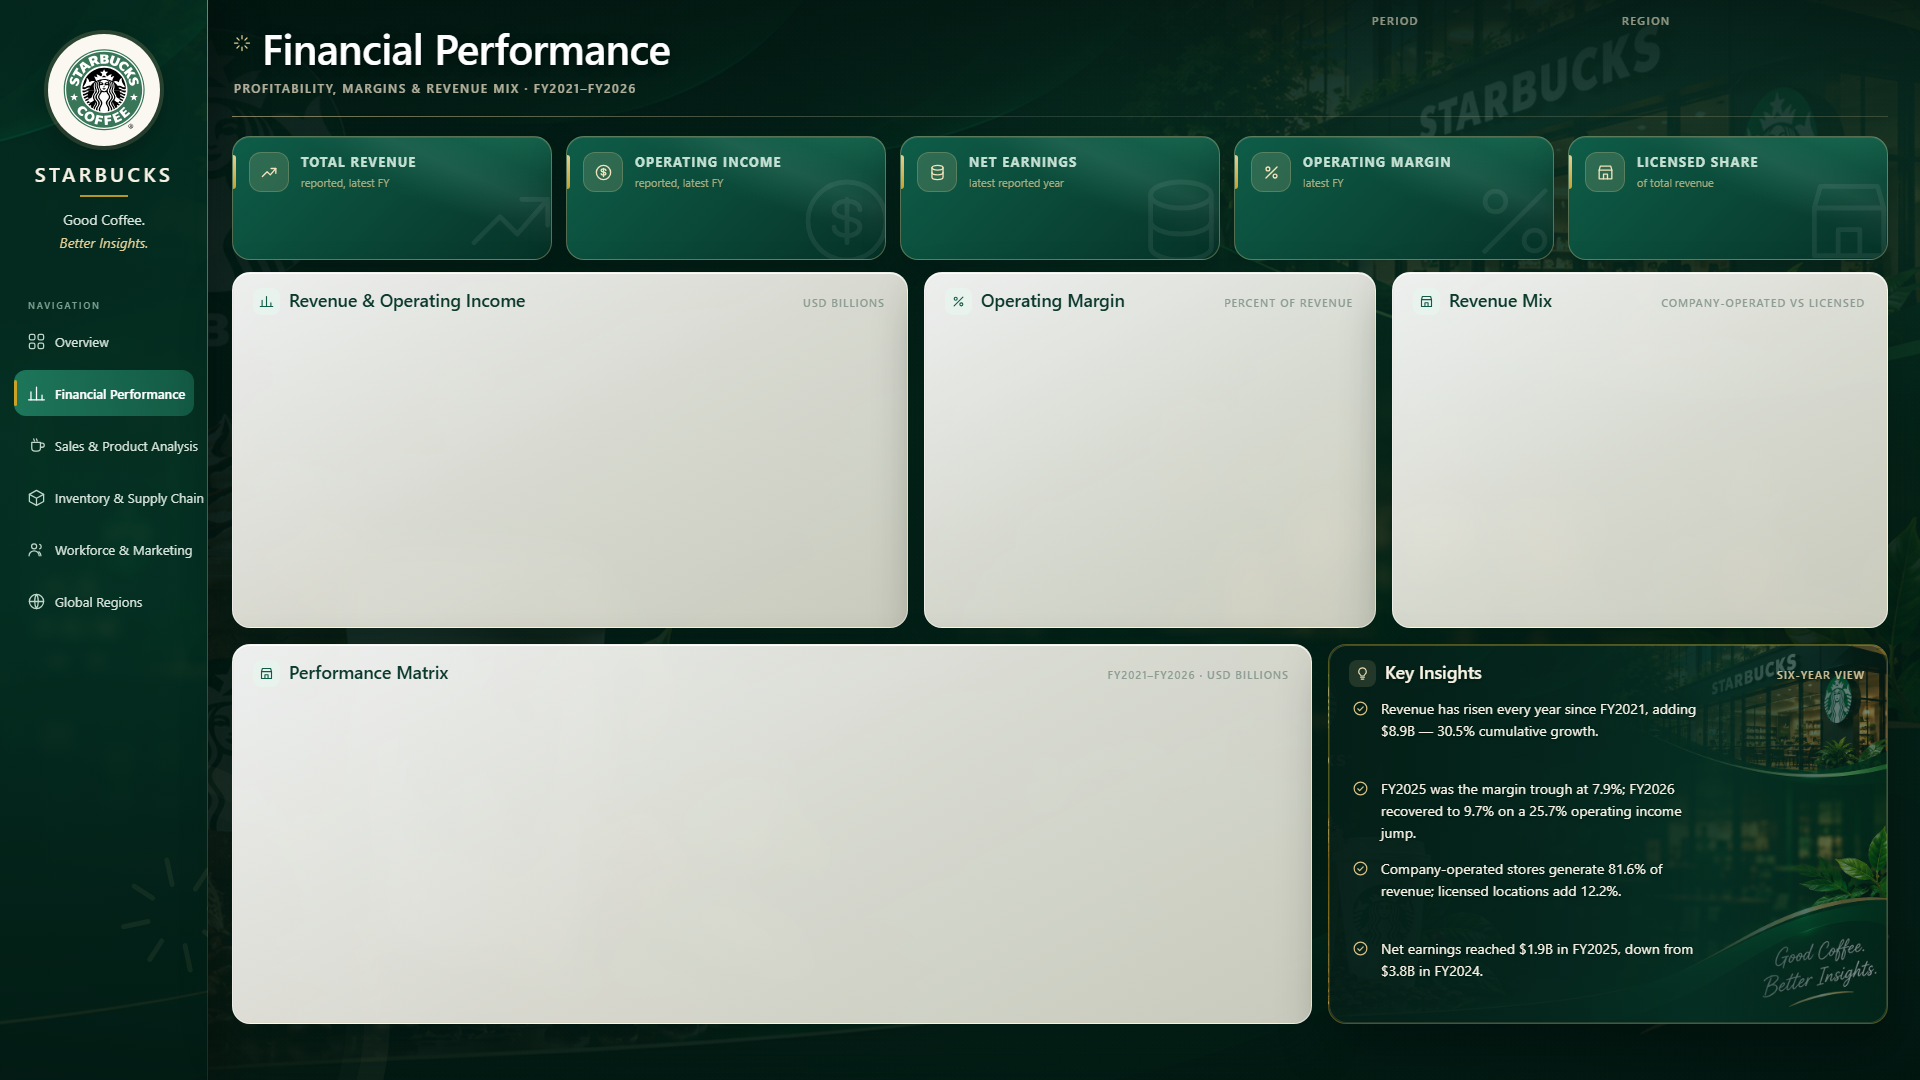 PERIOD
REGION
STARBUCKS
COFFEE
®
STARBUCKS
Good Coffee.
Better Insights.
NAVIGATION
Overview
Financial Performance
Sales & Product Analysis
Inventory & Supply Chain
Workforce & Marketing
Global Regions
Financial Performance
PROFITABILITY, MARGINS & REVENUE MIX · FY2021–FY2026
STARBUCKS
TOTAL REVENUE
reported, latest FY
OPERATING INCOME
reported, latest FY
NET EARNINGS
latest reported year
OPERATING MARGIN
latest FY
LICENSED SHARE
of total revenue
Revenue & Operating Income
USD BILLIONS
Operating Margin
PERCENT OF REVENUE
Revenue Mix
COMPANY-OPERATED VS LICENSED
Performance Matrix
FY2021–FY2026 · USD BILLIONS
Key Insights
STARBUCKS
SIX-YEAR VIEW
Revenue has risen every year since FY2021, adding
$8.9B — 30.5% cumulative growth.
FY2025 was the margin trough at 7.9%; FY2026
recovered to 9.7% on a 25.7% operating income
jump.
Company-operated stores generate 81.6% of
revenue; licensed locations add 12.2%.
Net earnings reached $1.9B in FY2025, down from
$3.8B in FY2024.
Good Coffee.
Better Insights.